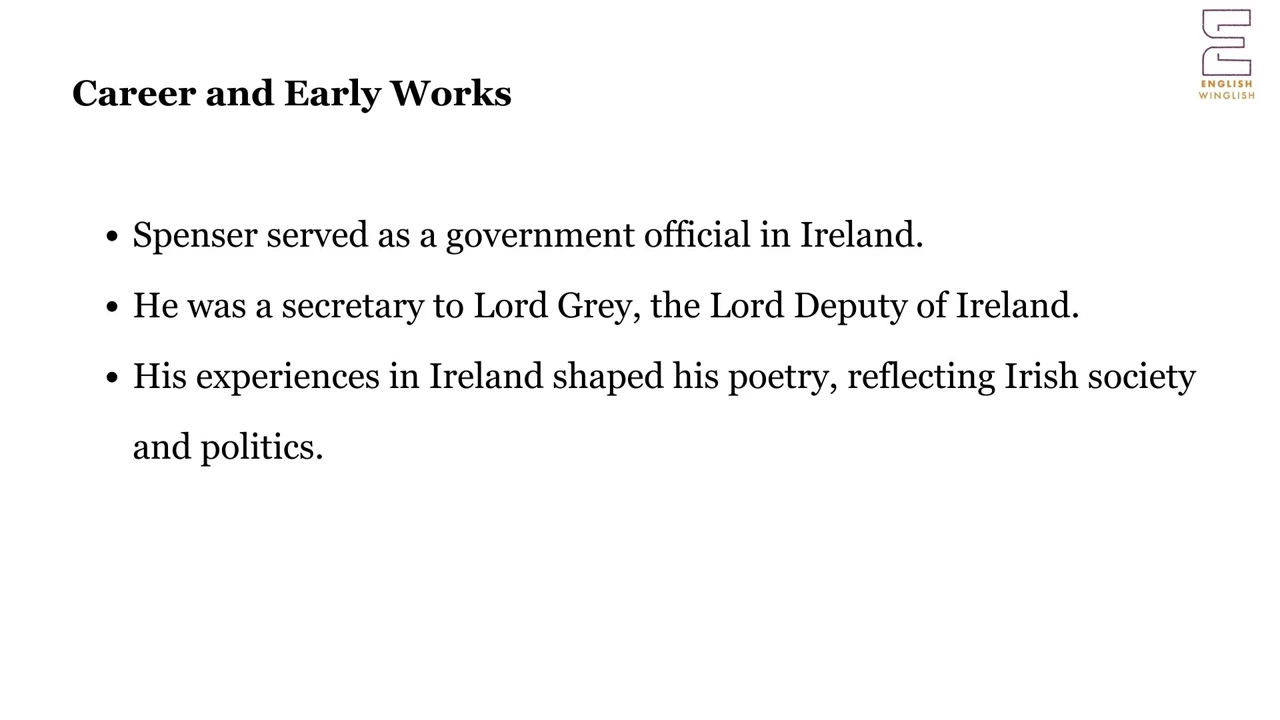 ENGLISH
WINGLISH
Career and Early Works
• Spenser served as a government official in Ireland.
• He was a secretary to Lord Grey, the Lord Deputy of Ireland.
• His experiences in Ireland shaped his poetry, reflecting Irish society
and politics.